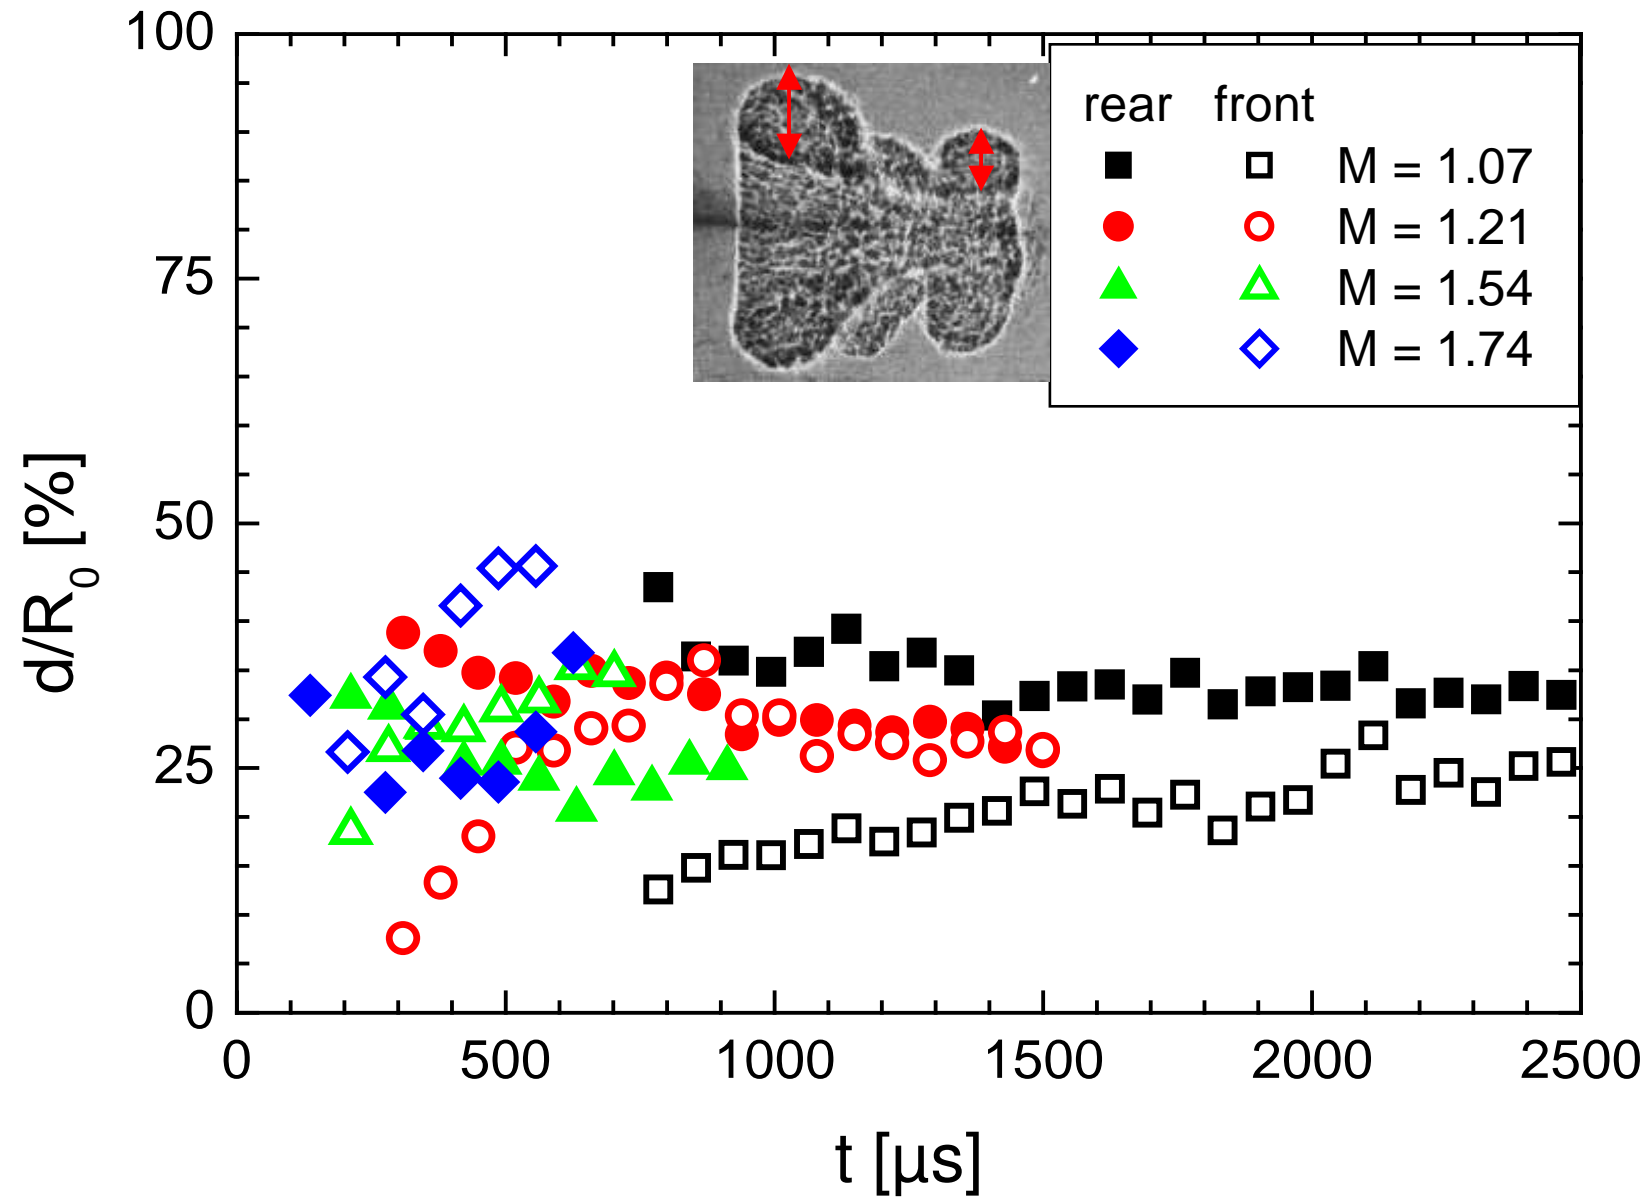 100
75
50
25
0
d/R₀ [%]
rear front
M = 1.07
M = 1.21
M = 1.54
M = 1.74
0 500 1000 1500 2000 2500
t [µs]